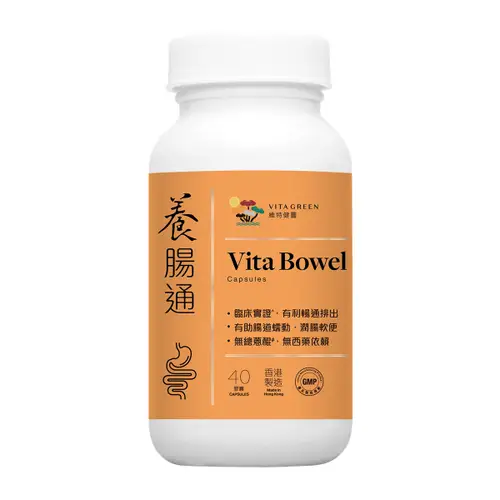 養腸通
VITAGREEN
維特健靈
Vita Bowel
Capsules
• 臨床實證^, 有利暢通排出
• 有助腸道蠕動, 潤腸軟便
• 無總蒽醌#, 無西藥依賴
40
膠囊
CAPSULES
香港
製造
Made in
Hong Kong
GMP